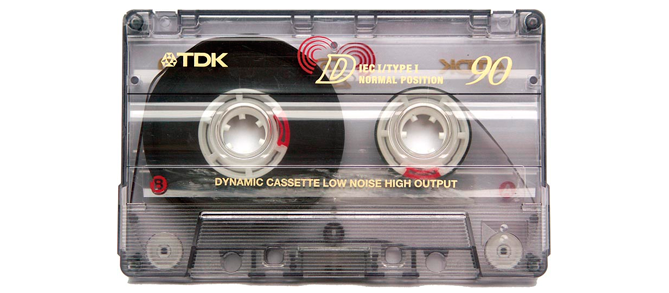 TDK
D IEC I/TYPE I
NORMAL POSITION
90
DYNAMIC CASSETTE LOW NOISE HIGH OUTPUT